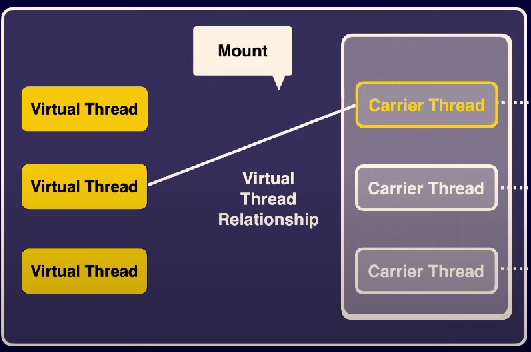 Mount
Virtual Thread
Carrier Thread
Virtual Thread
Carrier Thread
Virtual
Thread
Relationship
Virtual Thread
Carrier Thread